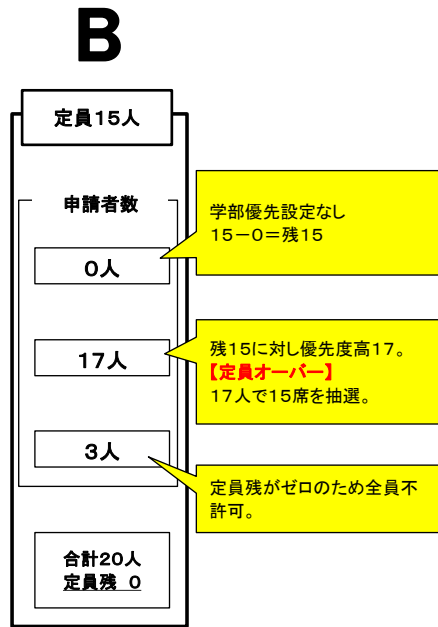 B
定員15人
申請者数
0人
学部優先設定なし
15-0=残15
17人
残15に対し優先度高17。
【定員オーバー】
17人で15席を抽選。
3人
定員残がゼロのため全員不
許可。
合計20人
定員残 0